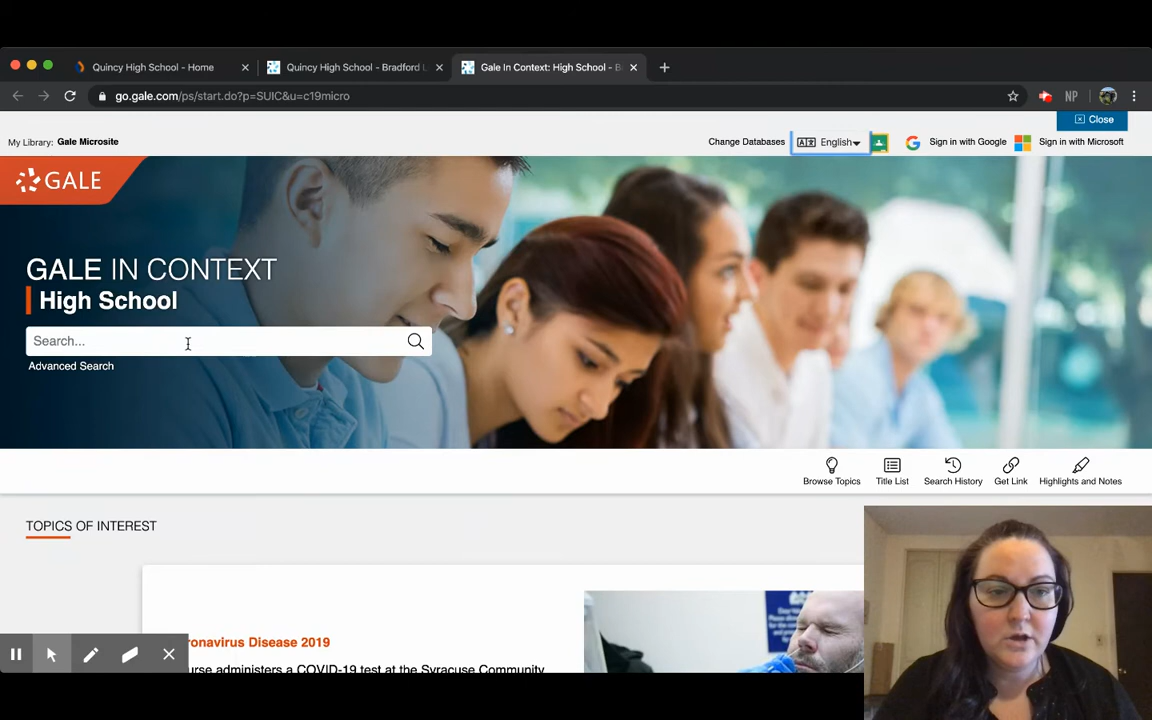 Quincy High School - Home
Quincy High School - Bradford L
Gale In Context: High School - B
go.gale.com/ps/start.do?p=SUIC&u=c19micro
NP
Close
My Library: Gale Microsite
Change Databases
English
Sign in with Google
Sign in with Microsoft
GALE
GALE IN CONTEXT
High School
Search...
Advanced Search
Browse Topics
Title List
Search History
Get Link
Highlights and Notes
TOPICS OF INTEREST
ronavirus Disease 2019
urse administers a COVID-19 test at the Syracuse Community